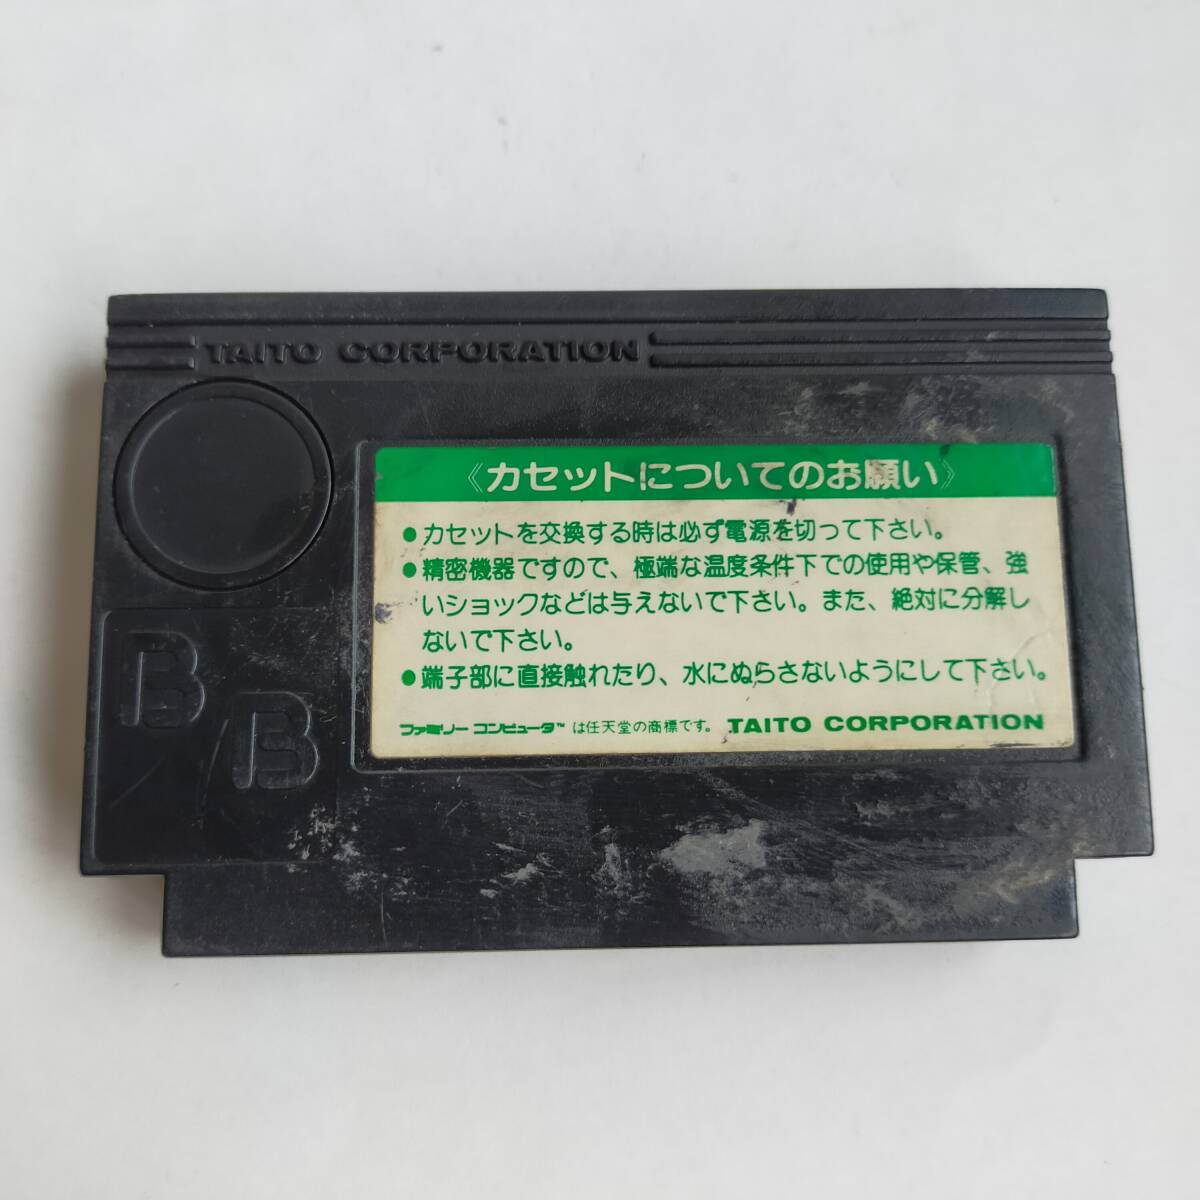 TAITO CORPORATION
《カセットについてのお願い》
●カセットを交換する時は必ず電源を切って下さい。
●精密機器ですので、極端な温度条件下での使用や保管、強
いショックなどは与えないで下さい。また、絶対に分解し
ないで下さい。
●端子部に直接触れたり、水にぬらさないようにして下さい。
ファミリーコンピュータ™は任天堂の商標です。 TAITO CORPORATION
B
B